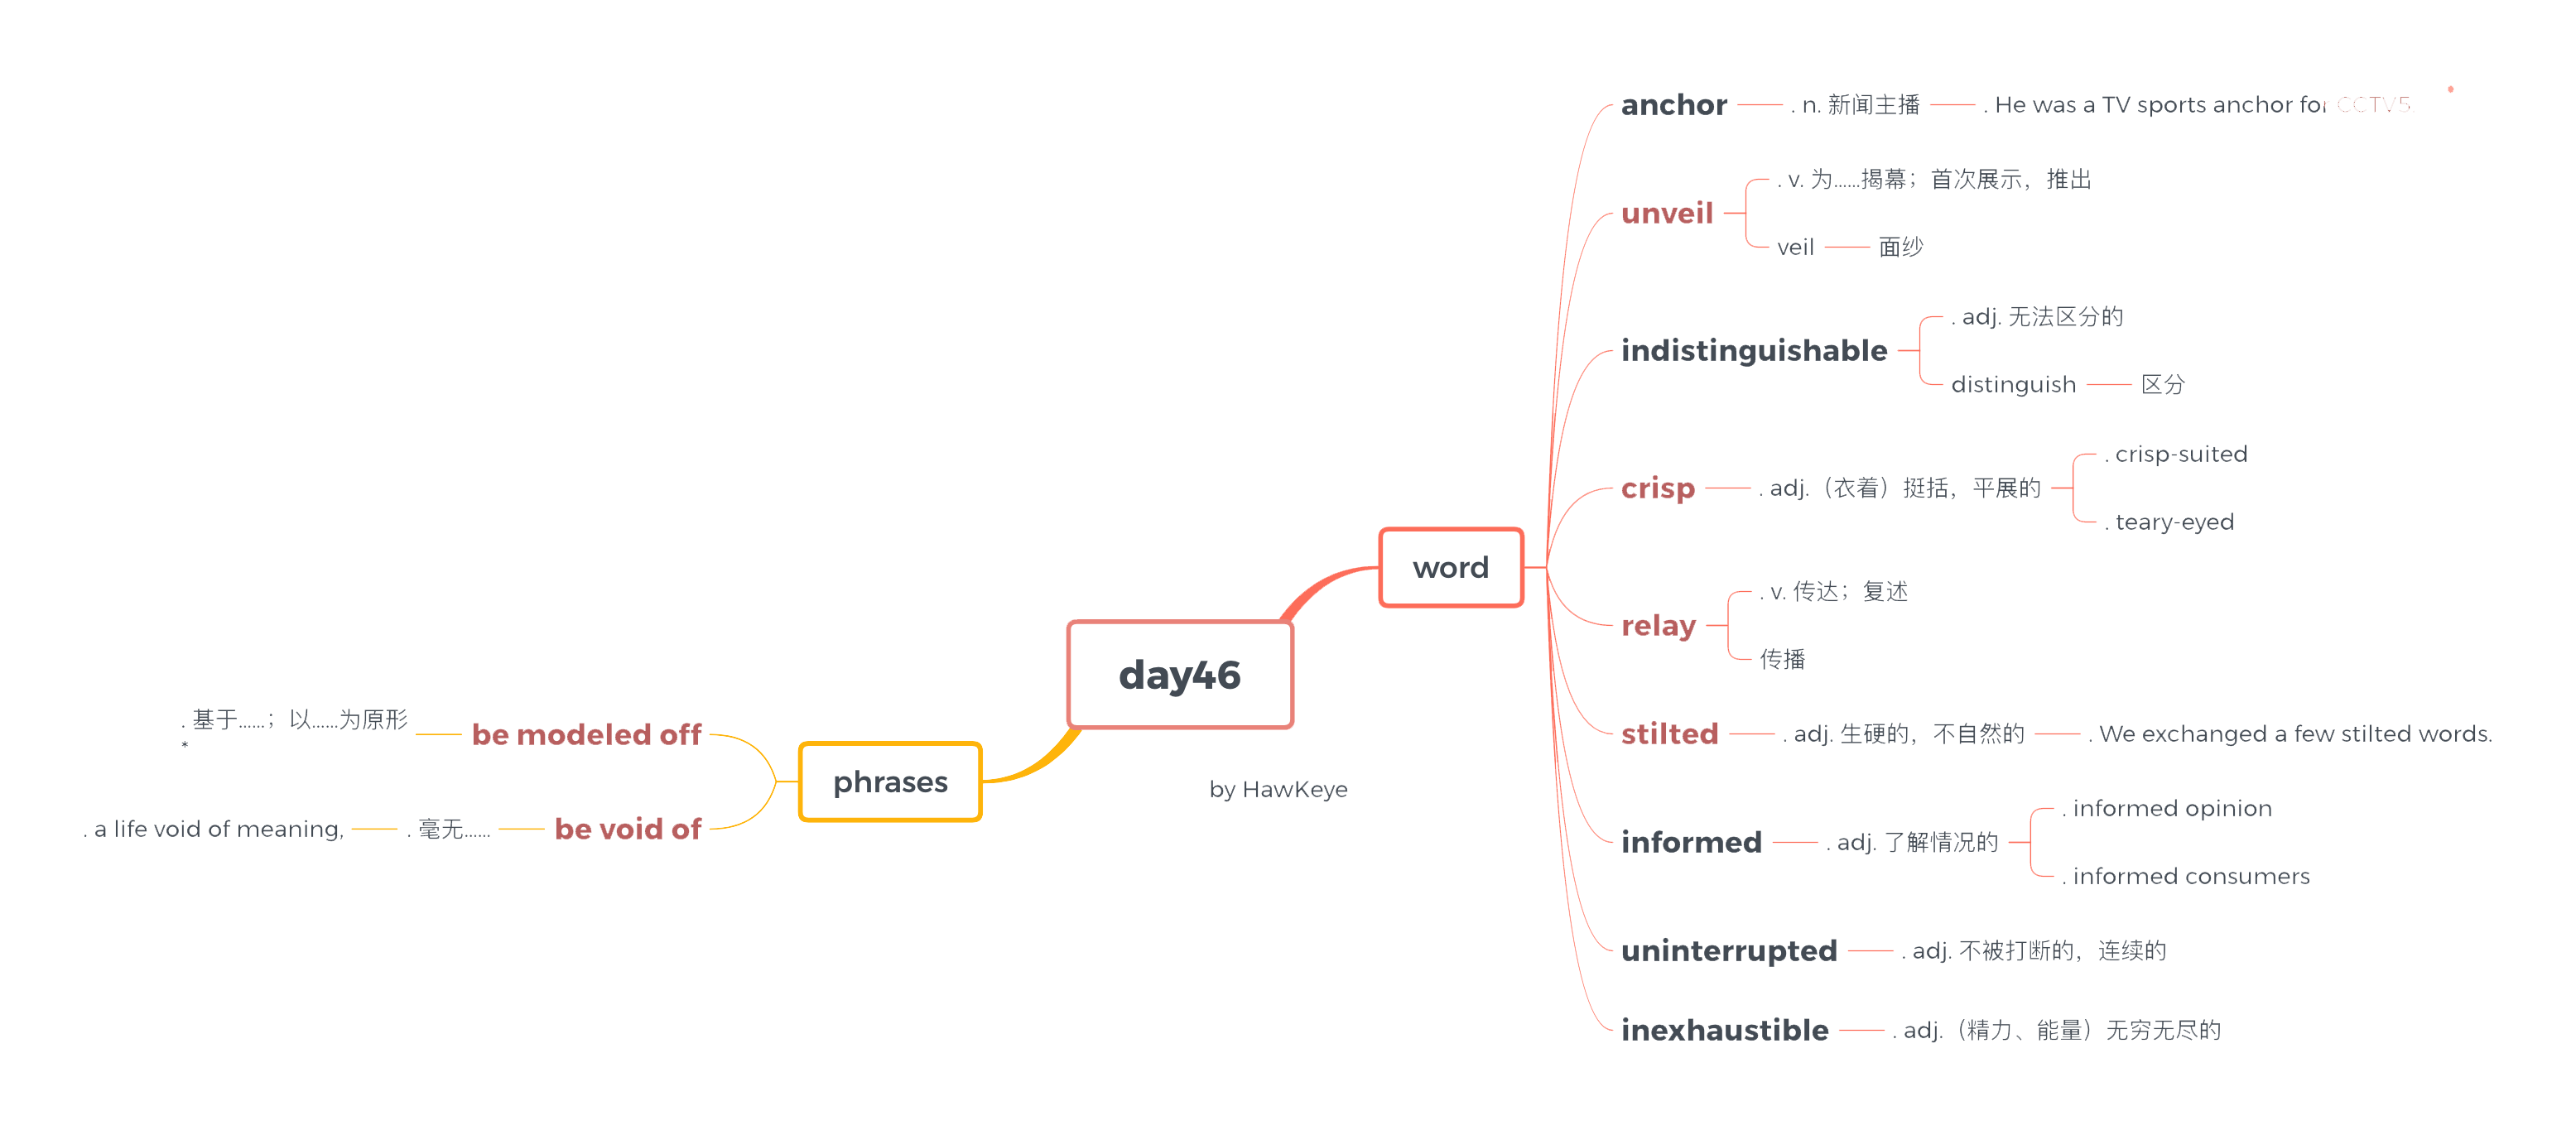 day46
by HawKeye
word
anchor
. n. 新闻主播
. He was a TV sports anchor for CCTV5
unveil
. v. 为......揭幕；首次展示，推出
veil
面纱
indistinguishable
. adj. 无法区分的
distinguish
区分
crisp
. adj.（衣着）挺括，平展的
. crisp-suited
. teary-eyed
relay
. v. 传达；复述
传播
stilted
. adj. 生硬的，不自然的
. We exchanged a few stilted words.
informed
. adj. 了解情况的
. informed opinion
. informed consumers
uninterrupted
. adj. 不被打断的，连续的
inexhaustible
. adj.（精力、能量）无穷无尽的
phrases
be modeled off
. 基于......；以......为原形
*
be void of
. 毫无......
. a life void of meaning,